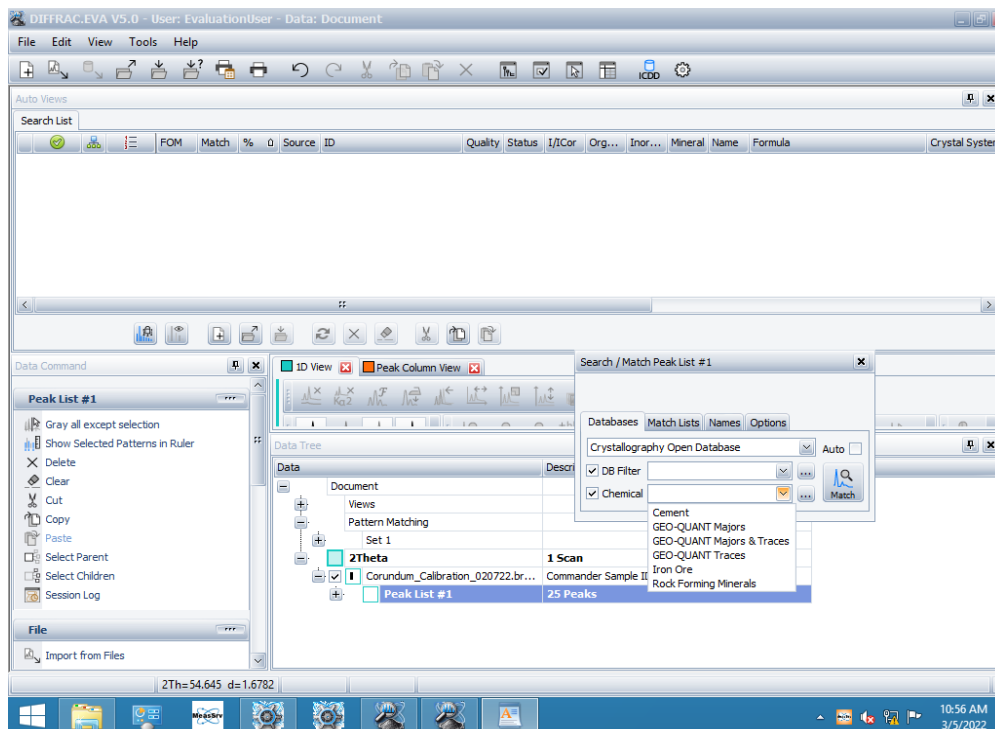 DIFFRAC.EVA V5.0 - User: EvaluationUser - Data: Document
File Edit View Tools Help
ICDD
Auto Views
Search List
FOM Match % Source ID Quality Status I/ICor Org... Inor... Mineral Name Formula Crystal System
Data Command
Peak List #1
Gray all except selection
Show Selected Patterns in Ruler
Delete
Clear
Cut
Copy
Paste
Select Parent
Select Children
Session Log
File
Import from Files
1D View Peak Column View
Kα2
Data Tree
Data Descri
Document
Views
Pattern Matching
Set 1
2Theta 1 Scan
Corundum_Calibration_020722.br... Commander Sample ID
Peak List #1 25 Peaks
Search / Match Peak List #1
Databases Match Lists Names Options
Crystallography Open Database Auto
DB Filter ...
Chemical ... Match
Cement
GEO-QUANT Majors
GEO-QUANT Majors & Traces
GEO-QUANT Traces
Iron Ore
Rock Forming Minerals
2Th=54.645 d=1.6782
MeasSrv
10:56 AM
3/5/2022